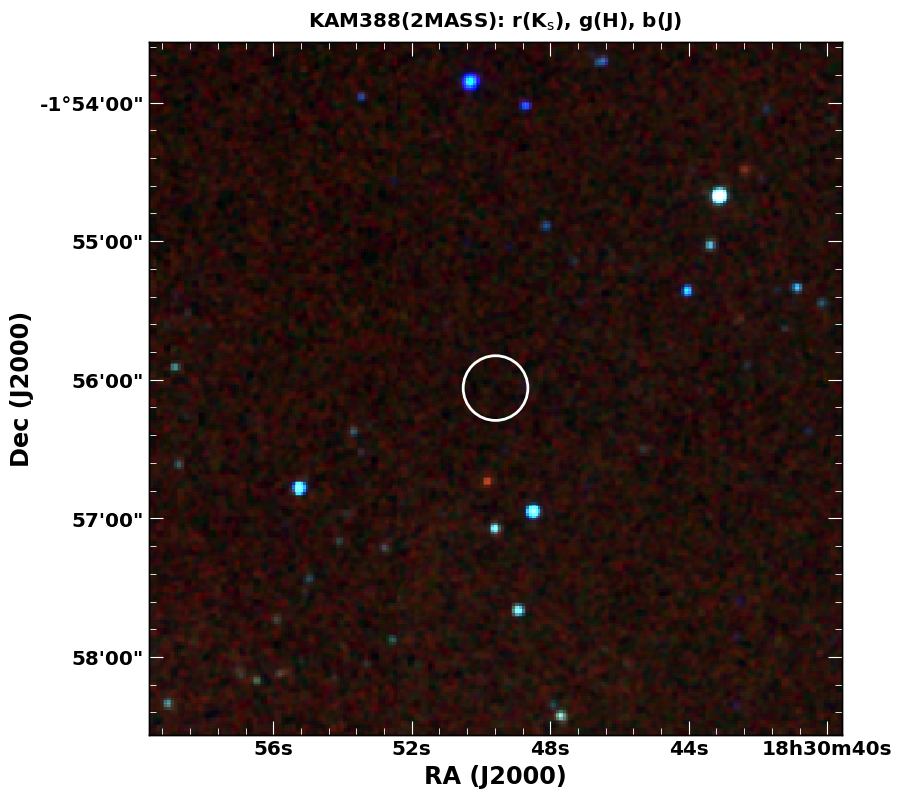 KAM388(2MASS): r(Ks), g(H), b(J)
-1°54'00"
55'00"
56'00"
57'00"
58'00"
Dec (J2000)
56s 52s 48s 44s 18h30m40s
RA (J2000)